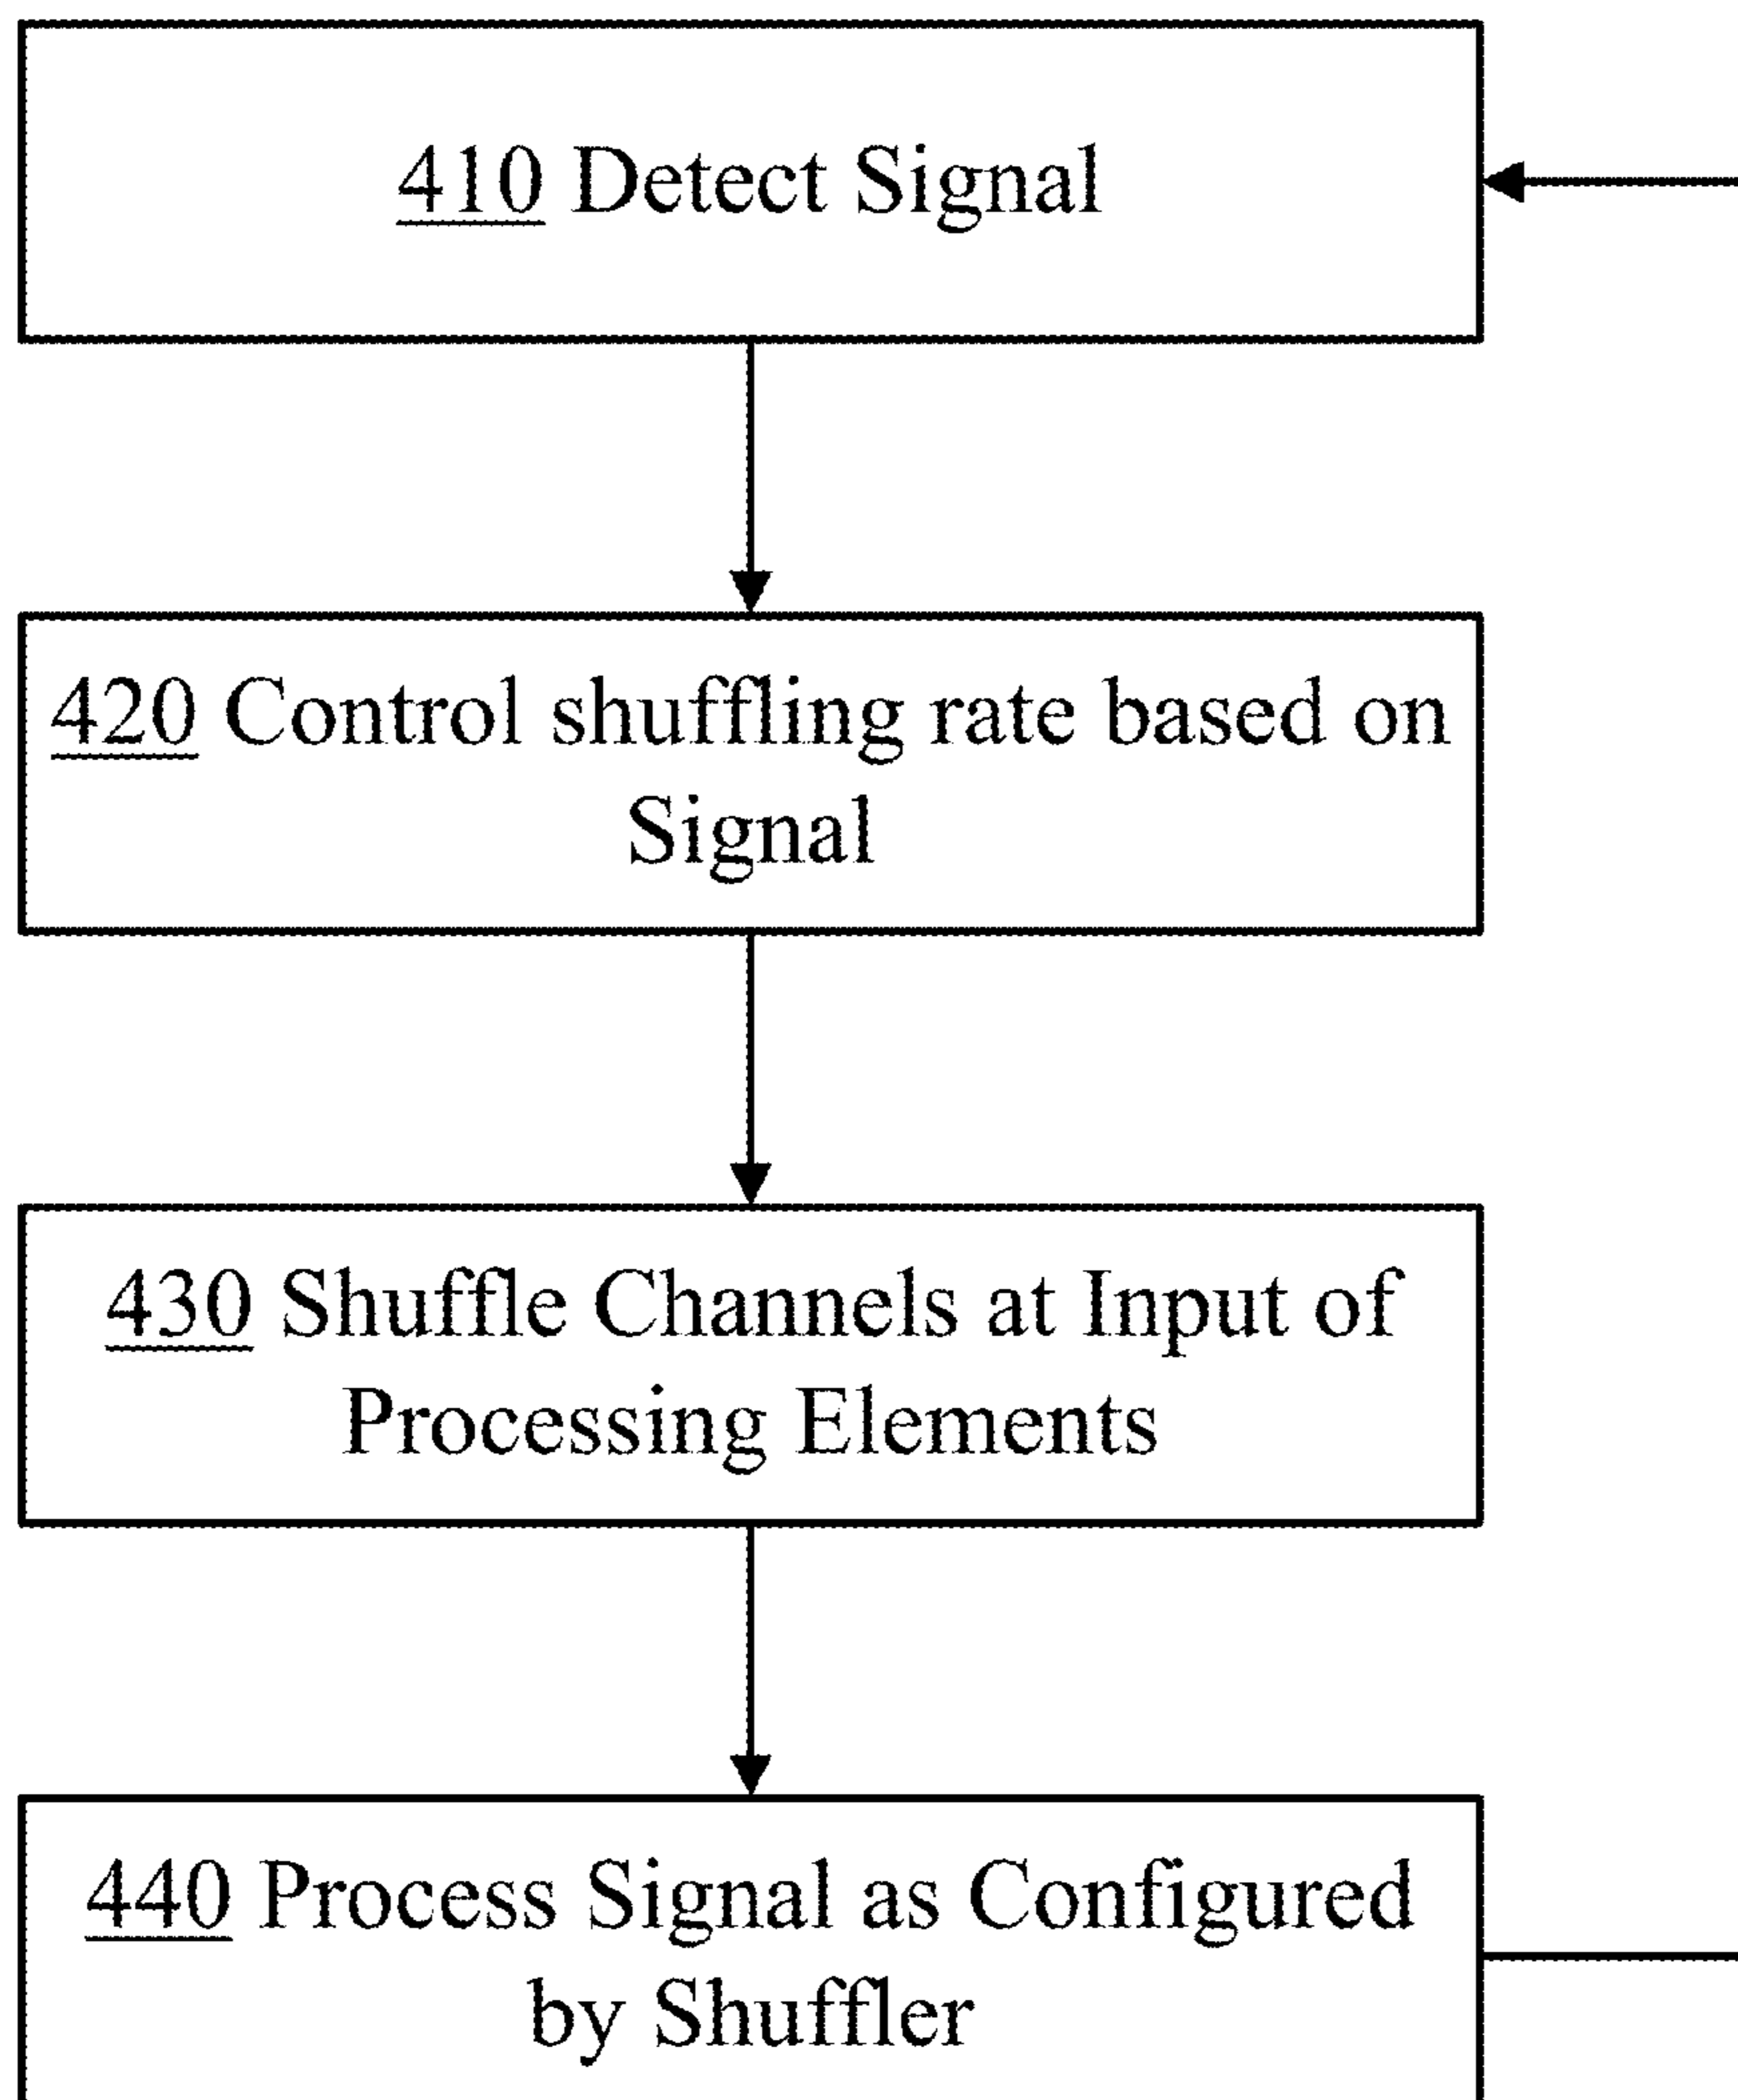 410 Detect Signal
420 Control shuffling rate based on
Signal
430 Shuffle Channels at Input of
Processing Elements
440 Process Signal as Configured
by Shuffler